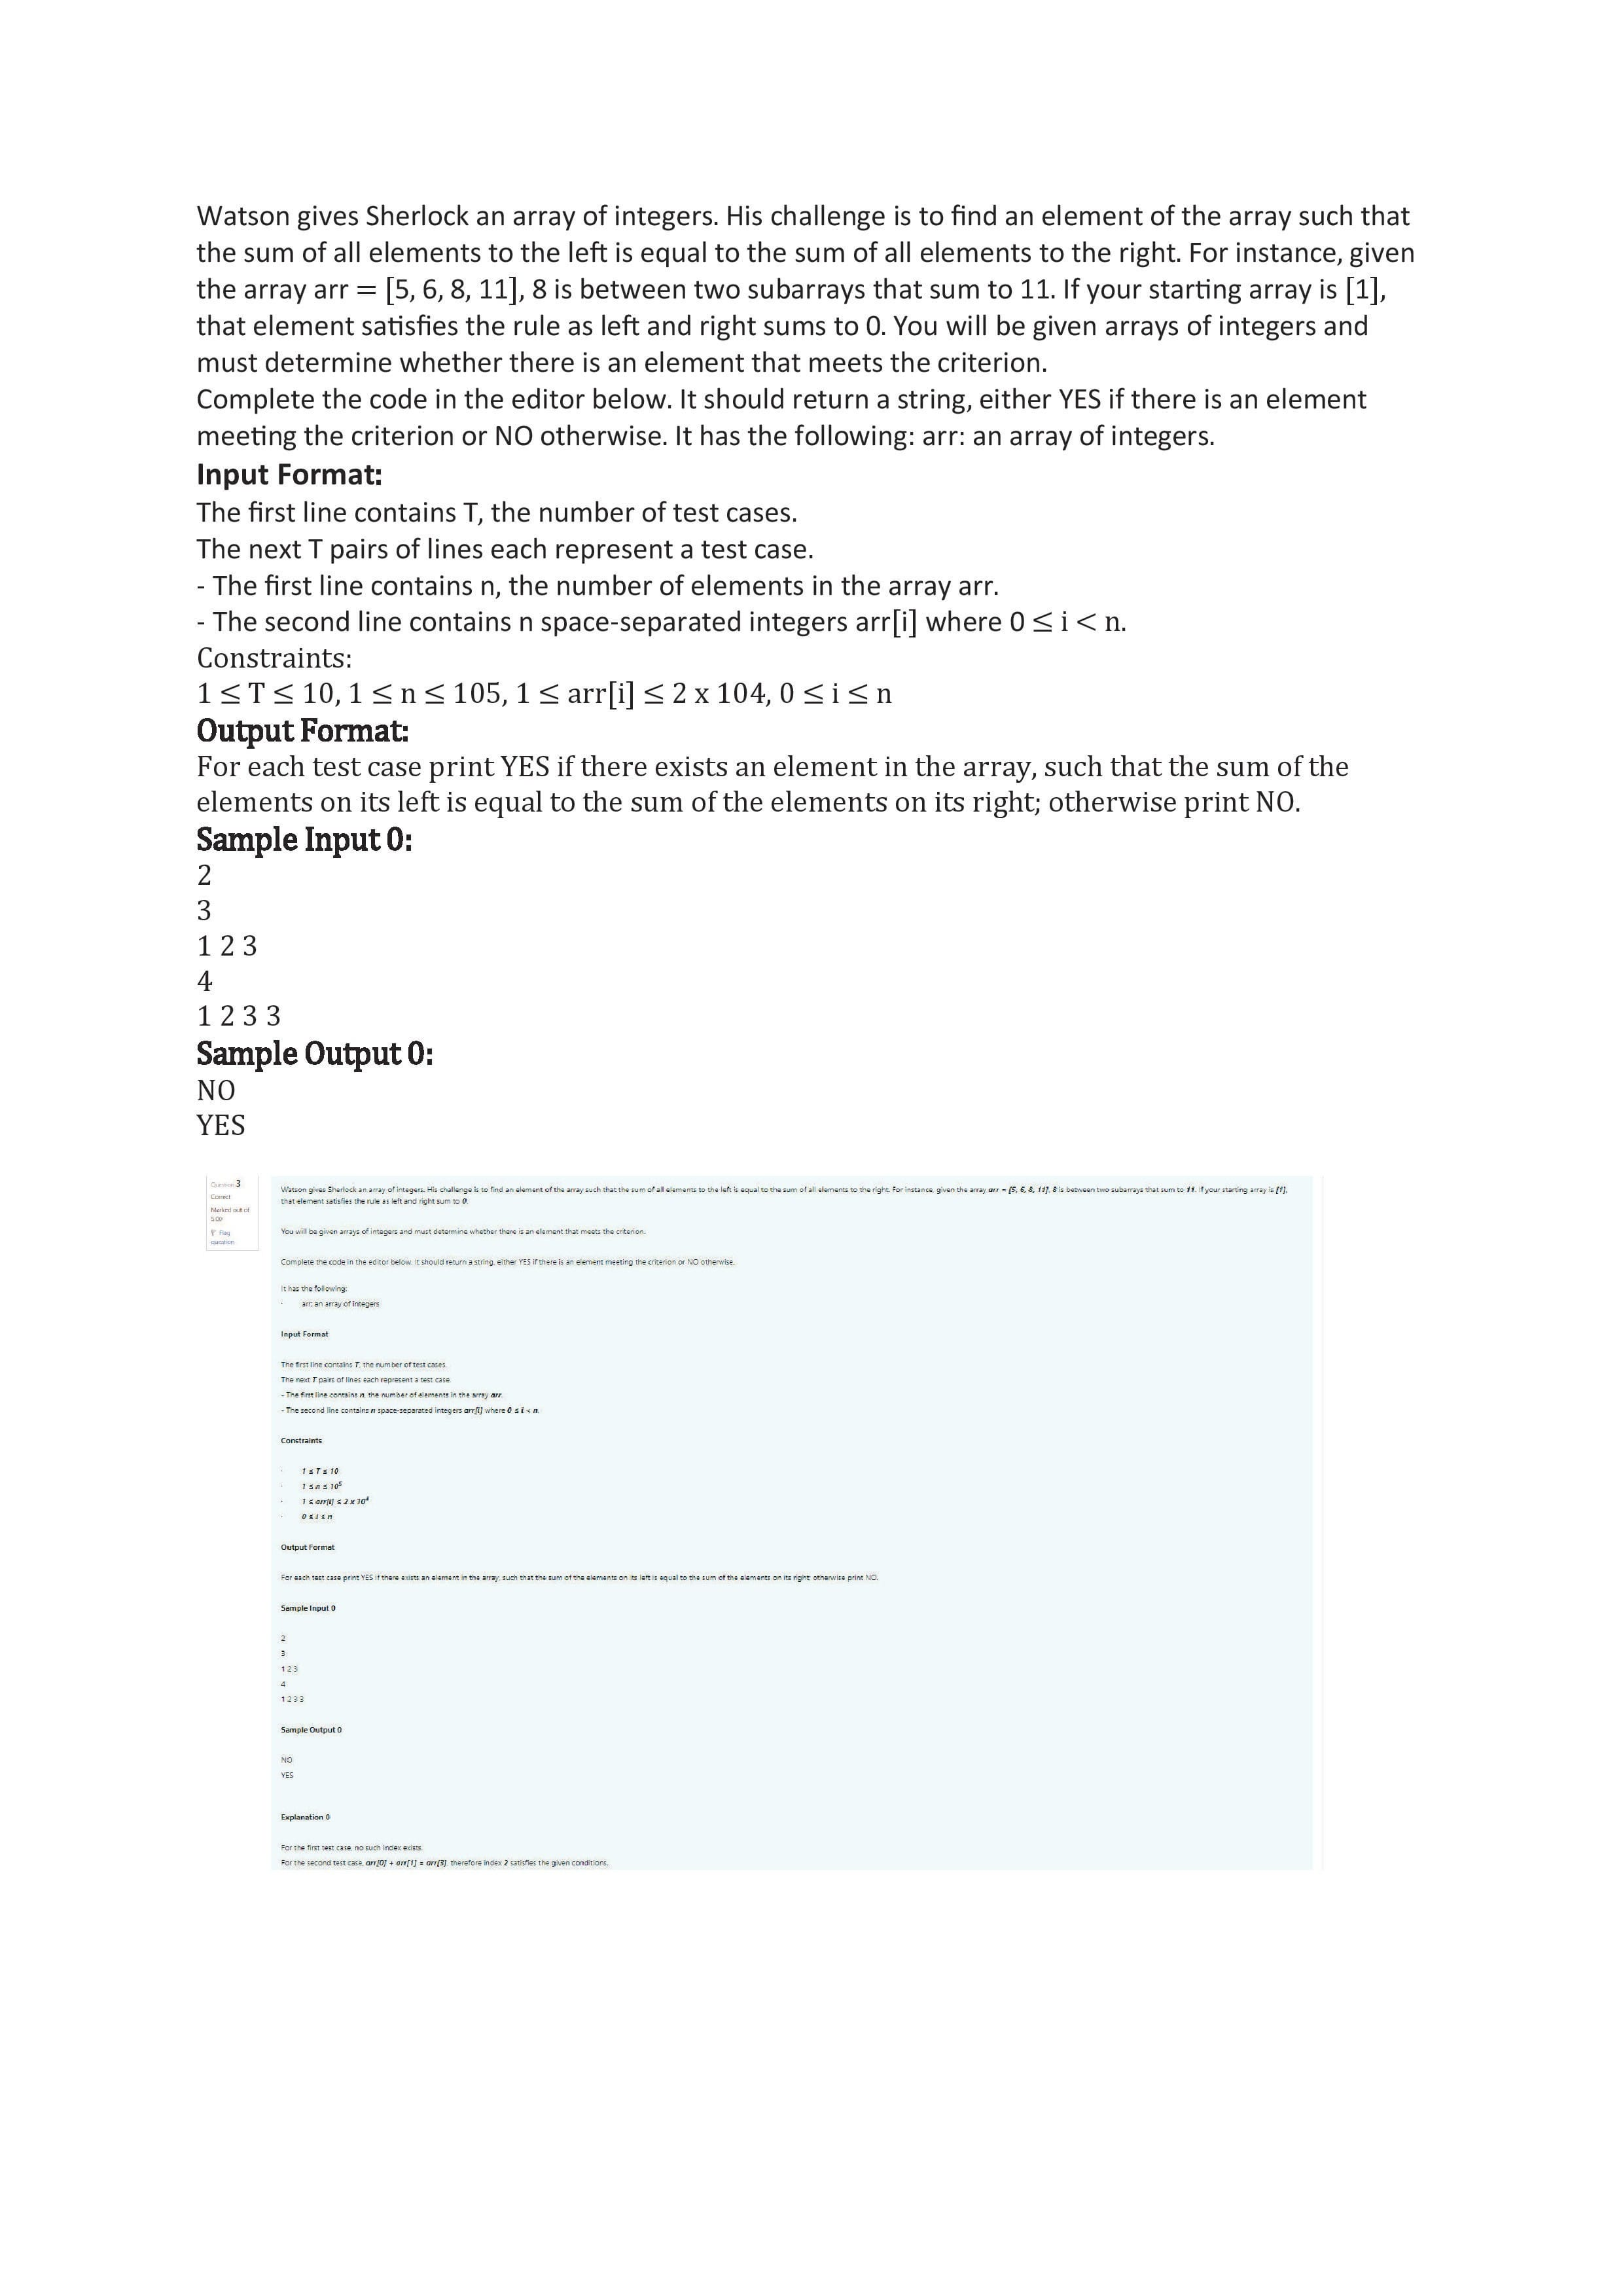 Watson gives Sherlock an array of integers. His challenge is to find an element of the array such that
the sum of all elements to the left is equal to the sum of all elements to the right. For instance, given
the array arr = [5, 6, 8, 11], 8 is between two subarrays that sum to 11. If your starting array is [1],
that element satisfies the rule as left and right sums to 0. You will be given arrays of integers and
must determine whether there is an element that meets the criterion.
Complete the code in the editor below. It should return a string, either YES if there is an element
meeting the criterion or NO otherwise. It has the following: arr: an array of integers.
Input Format:
The first line contains T, the number of test cases.
The next T pairs of lines each represent a test case.
- The first line contains n, the number of elements in the array arr.
- The second line contains n space-separated integers arr[i] where 0 ≤ i < n.
Constraints:
1 ≤ T ≤ 10, 1 ≤ n ≤ 105, 1 ≤ arr[i] ≤ 2 x 104, 0 ≤ i ≤ n
Output Format:
For each test case print YES if there exists an element in the array, such that the sum of the
elements on its left is equal to the sum of the elements on its right; otherwise print NO.
Sample Input 0:
2
3
1 2 3
4
1 2 3 3
Sample Output 0:
NO
YES
Question 3
Correct
Marked out of
5.00
Flag
question
Watson gives Sherlock an array of integers. His challenge is to find an element of the array such that the sum of all elements to the left is equal to the sum of all elements to the right. For instance, given the array arr = [5, 6, 8, 11], 8 is between two subarrays that sum to 11. If your starting array is [1],
that element satisfies the rule as left and right sum to 0.
You will be given arrays of integers and must determine whether there is an element that meets the criterion.
Complete the code in the editor below. It should return a string, either YES if there is an element meeting the criterion or NO otherwise.
It has the following:
· arr: an array of integers
Input Format
The first line contains T, the number of test cases.
The next T pairs of lines each represent a test case.
- The first line contains n, the number of elements in the array arr.
- The second line contains n space-separated integers arr[i] where 0 ≤ i < n.
Constraints
· 1 ≤ T ≤ 10
· 1 ≤ n ≤ 10⁵
· 1 ≤ arr[i] ≤ 2 x 10⁴
· 0 ≤ i ≤ n
Output Format
For each test case print YES if there exists an element in the array, such that the sum of the elements on its left is equal to the sum of the elements on its right; otherwise print NO.
Sample Input 0
2
3
1 2 3
4
1 2 3 3
Sample Output 0
NO
YES
Explanation 0
For the first test case, no such index exists.
For the second test case, arr[0] + arr[1] = arr[3], therefore index 2 satisfies the given conditions.